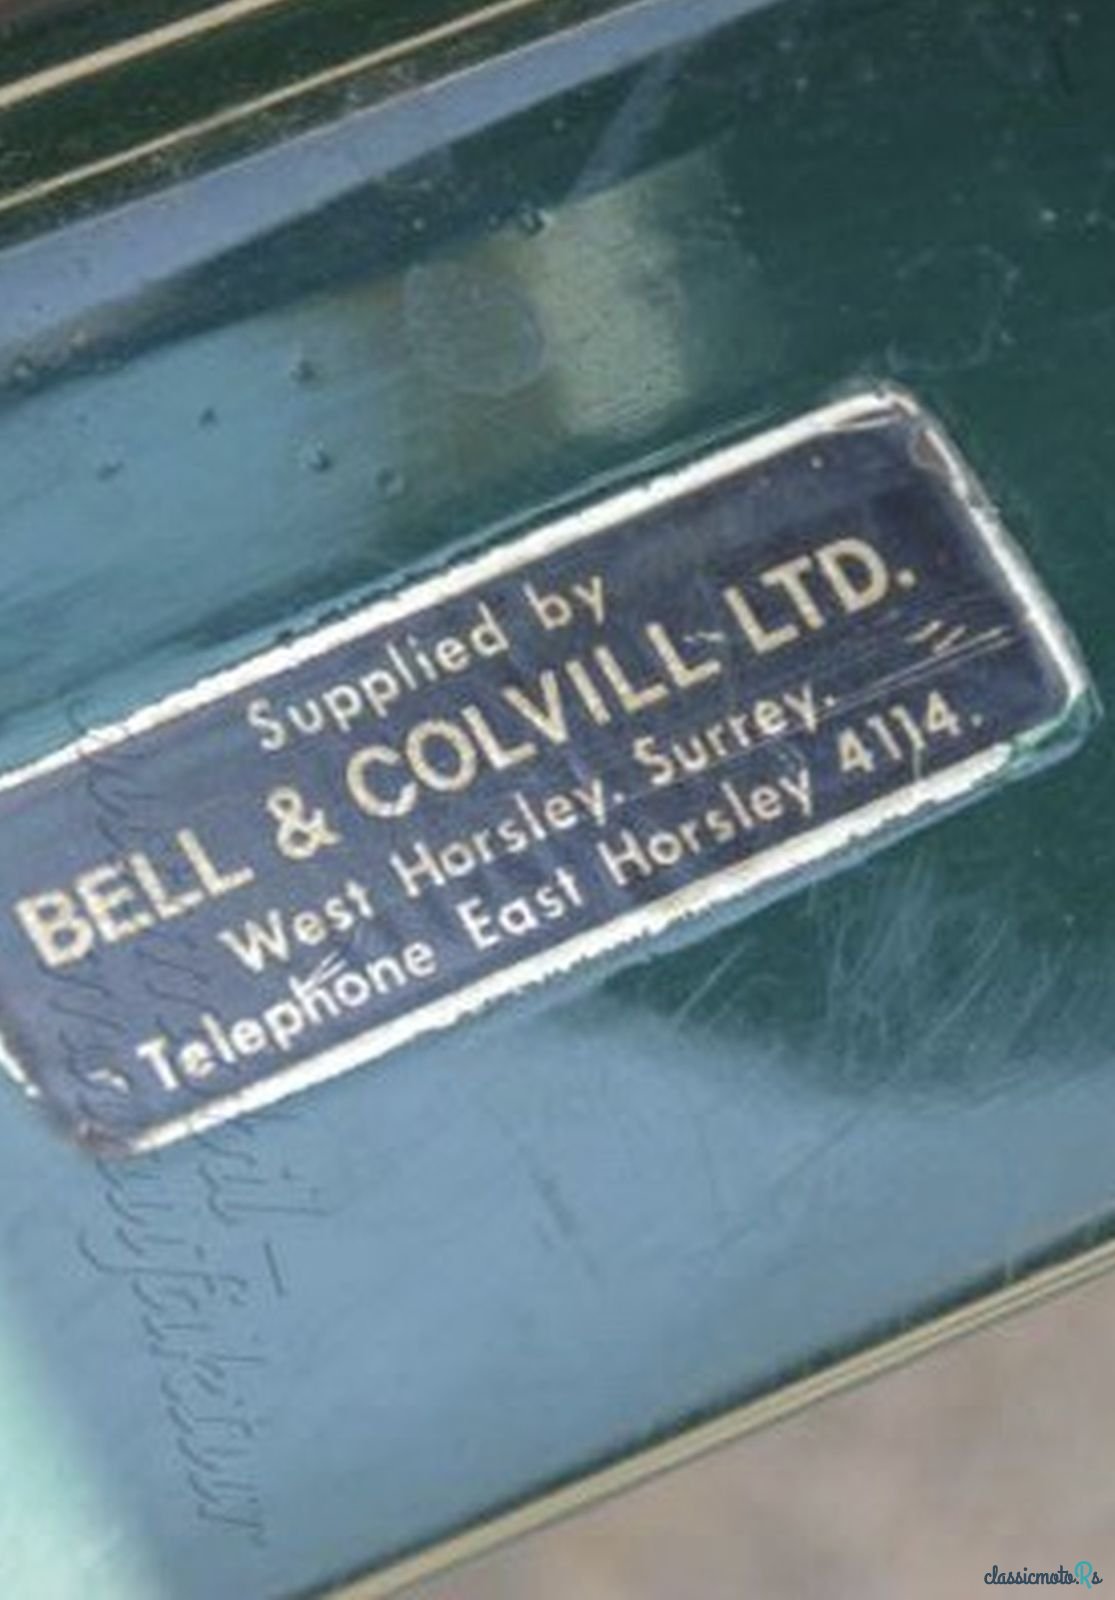 Supplied by
BELL & COLVILL LTD.
West Horsley. Surrey.
Telephone East Horsley 4114.
classicmotoRs